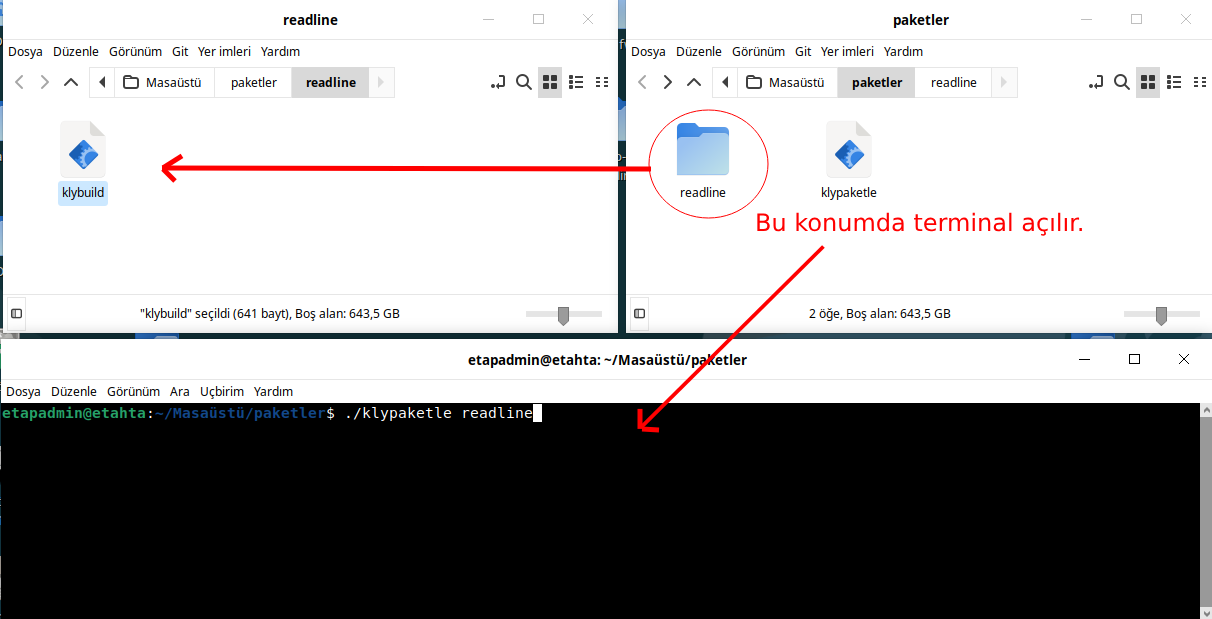 readline
Dosya Düzenle Görünüm Git Yer imleri Yardım
Masaüstü paketler readline
klybuild
"klybuild" seçildi (641 bayt), Boş alan: 643,5 GB
paketler
Dosya Düzenle Görünüm Git Yer imleri Yardım
Masaüstü paketler readline
readline klypaketle
Bu konumda terminal açılır.
2 öğe, Boş alan: 643,5 GB
etapadmin@etahta: ~/Masaüstü/paketler
Dosya Düzenle Görünüm Ara Uçbirim Yardım
etapadmin@etahta:~/Masaüstü/paketler$ ./klypaketle readline